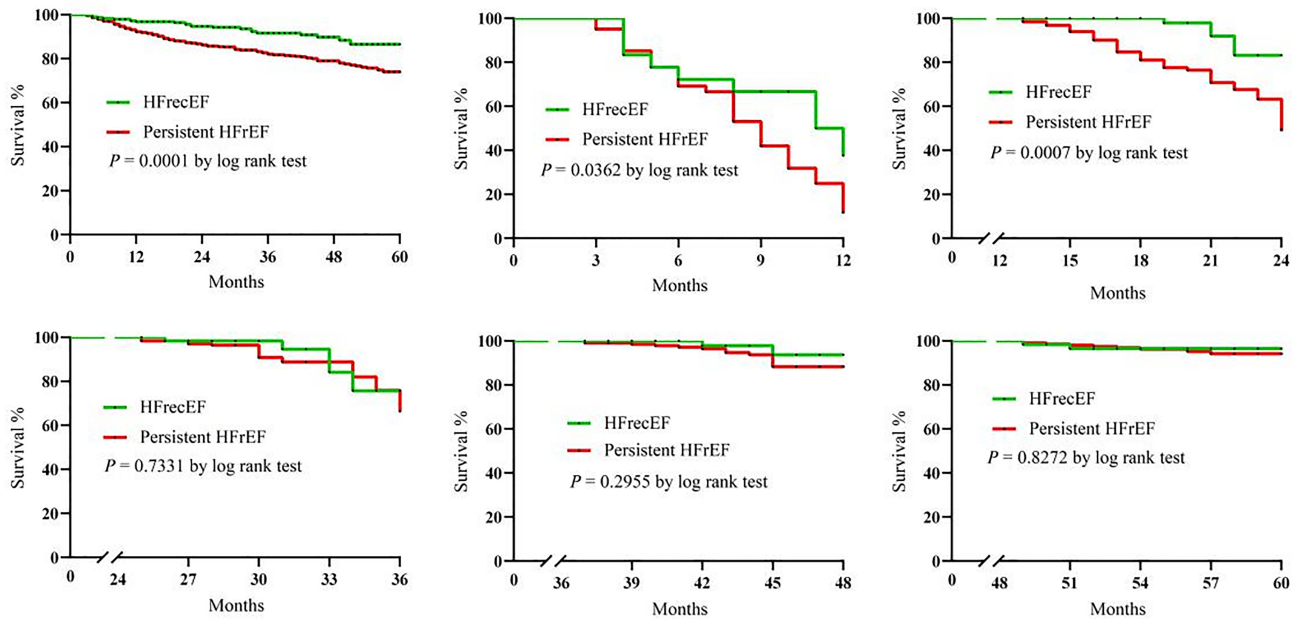 100
80
60
40
20
0
Survival %
HFrecEF
Persistent HFrEF
P = 0.0001 by log rank test
0 12 24 36 48 60
Months
100
80
60
40
20
0
Survival %
HFrecEF
Persistent HFrEF
P = 0.0362 by log rank test
0 3 6 9 12
Months
100
80
60
40
20
0
Survival %
HFrecEF
Persistent HFrEF
P = 0.0007 by log rank test
0 12 15 18 21 24
Months
100
80
60
40
20
0
Survival %
HFrecEF
Persistent HFrEF
P = 0.7331 by log rank test
0 24 27 30 33 36
Months
100
80
60
40
20
0
Survival %
HFrecEF
Persistent HFrEF
P = 0.2955 by log rank test
0 36 39 42 45 48
Months
100
80
60
40
20
0
Survival %
HFrecEF
Persistent HFrEF
P = 0.8272 by log rank test
0 48 51 54 57 60
Months